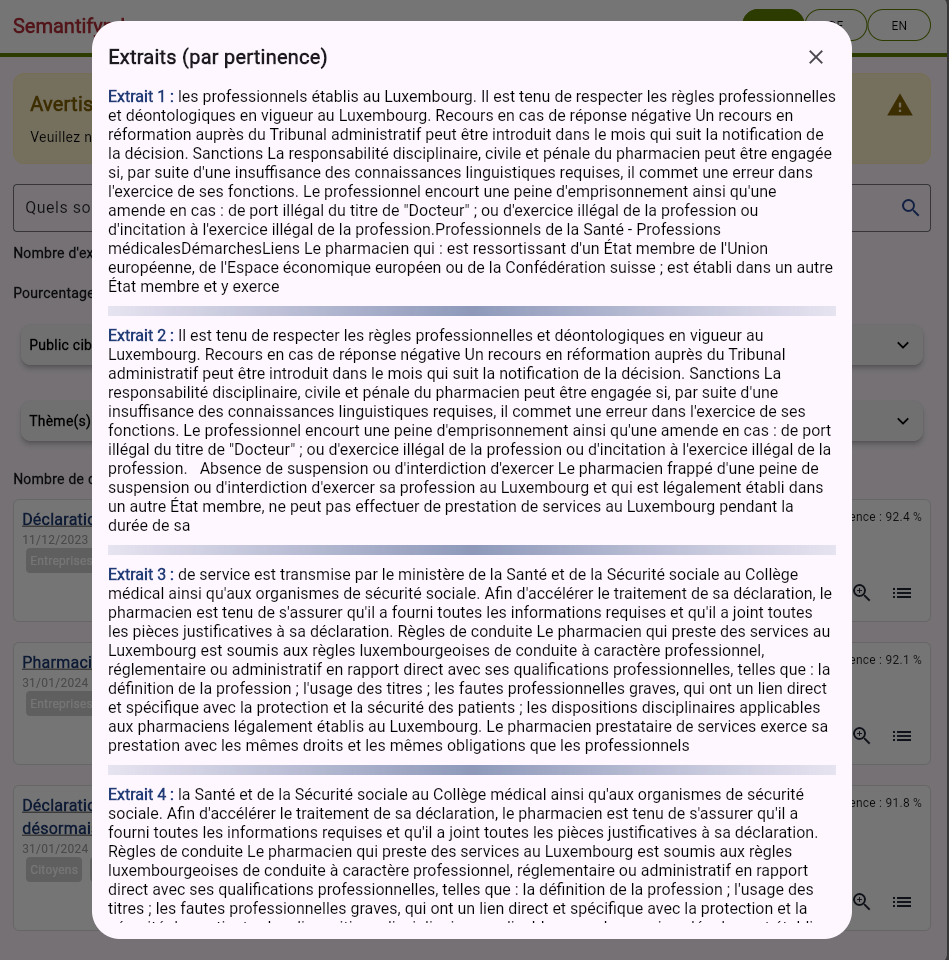 Semantify
DE
EN
Extraits (par pertinence)
Avertis
Veuillez n
Quels so
Nombre d'ex
Pourcentage
Public cib
Thème(s)
Nombre de d
Extrait 1 : les professionnels établis au Luxembourg. Il est tenu de respecter les règles professionnelles
et déontologiques en vigueur au Luxembourg. Recours en cas de réponse négative Un recours en
réformation auprès du Tribunal administratif peut être introduit dans le mois qui suit la notification de
la décision. Sanctions La responsabilité disciplinaire, civile et pénale du pharmacien peut être engagée
si, par suite d'une insuffisance des connaissances linguistiques requises, il commet une erreur dans
l'exercice de ses fonctions. Le professionnel encourt une peine d'emprisonnement ainsi qu'une
amende en cas : de port illégal du titre de "Docteur" ; ou d'exercice illégal de la profession ou
d'incitation à l'exercice illégal de la profession.Professionnels de la Santé - Professions
médicalesDémarchesLiens Le pharmacien qui : est ressortissant d'un État membre de l'Union
européenne, de l'Espace économique européen ou de la Confédération suisse ; est établi dans un autre
État membre et y exerce
Extrait 2 : Il est tenu de respecter les règles professionnelles et déontologiques en vigueur au
Luxembourg. Recours en cas de réponse négative Un recours en réformation auprès du Tribunal
administratif peut être introduit dans le mois qui suit la notification de la décision. Sanctions La
responsabilité disciplinaire, civile et pénale du pharmacien peut être engagée si, par suite d'une
insuffisance des connaissances linguistiques requises, il commet une erreur dans l'exercice de ses
fonctions. Le professionnel encourt une peine d'emprisonnement ainsi qu'une amende en cas : de port
illégal du titre de "Docteur" ; ou d'exercice illégal de la profession ou d'incitation à l'exercice illégal de la
profession.   Absence de suspension ou d'interdiction d'exercer Le pharmacien frappé d'une peine de
suspension ou d'interdiction d'exercer sa profession au Luxembourg et qui est légalement établi dans
un autre État membre, ne peut pas effectuer de prestation de services au Luxembourg pendant la
durée de sa
Extrait 3 : de service est transmise par le ministère de la Santé et de la Sécurité sociale au Collège
médical ainsi qu'aux organismes de sécurité sociale. Afin d'accélérer le traitement de sa déclaration, le
pharmacien est tenu de s'assurer qu'il a fourni toutes les informations requises et qu'il a joint toutes
les pièces justificatives à sa déclaration. Règles de conduite Le pharmacien qui preste des services au
Luxembourg est soumis aux règles luxembourgeoises de conduite à caractère professionnel,
réglementaire ou administratif en rapport direct avec ses qualifications professionnelles, telles que : la
définition de la profession ; l'usage des titres ; les fautes professionnelles graves, qui ont un lien direct
et spécifique avec la protection et la sécurité des patients ; les dispositions disciplinaires applicables
aux pharmaciens légalement établis au Luxembourg. Le pharmacien prestataire de services exerce sa
prestation avec les mêmes droits et les mêmes obligations que les professionnels
Extrait 4 : la Santé et de la Sécurité sociale au Collège médical ainsi qu'aux organismes de sécurité
sociale. Afin d'accélérer le traitement de sa déclaration, le pharmacien est tenu de s'assurer qu'il a
fourni toutes les informations requises et qu'il a joint toutes les pièces justificatives à sa déclaration.
Règles de conduite Le pharmacien qui preste des services au Luxembourg est soumis aux règles
luxembourgeoises de conduite à caractère professionnel, réglementaire ou administratif en rapport
direct avec ses qualifications professionnelles, telles que : la définition de la profession ; l'usage des
titres ; les fautes professionnelles graves, qui ont un lien direct et spécifique avec la protection et la
Déclaratio
ence : 92.4 %
11/12/2023
Entreprises
Pharmaci
ence : 92.1 %
31/01/2024
Entreprises
Déclaratio
ence : 91.8 %
désormai
31/01/2024
Citoyens